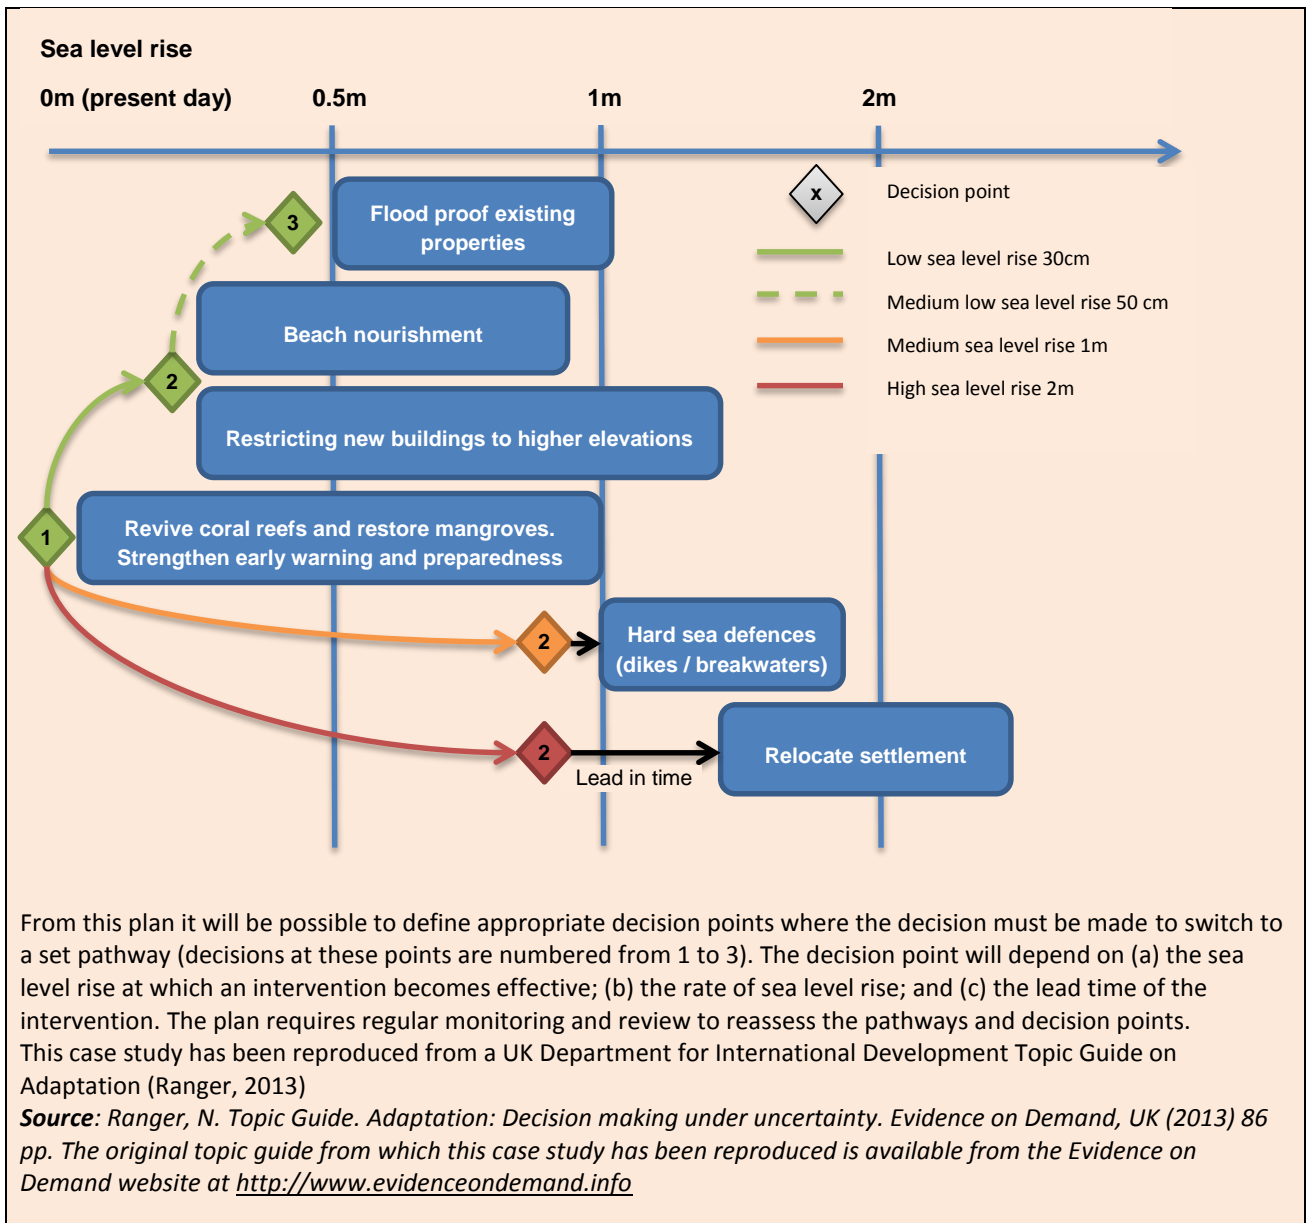 Sea level rise
0m (present day) 0.5m 1m 2m
x Decision point
3
Flood proof existing
properties
Low sea level rise 30cm
Medium low sea level rise 50 cm
Beach nourishment
Medium sea level rise 1m
2
High sea level rise 2m
Restricting new buildings to higher elevations
1
Revive coral reefs and restore mangroves.
Strengthen early warning and preparedness
2
Hard sea defences
(dikes / breakwaters)
2
Relocate settlement
Lead in time
From this plan it will be possible to define appropriate decision points where the decision must be made to switch to
a set pathway (decisions at these points are numbered from 1 to 3). The decision point will depend on (a) the sea
level rise at which an intervention becomes effective; (b) the rate of sea level rise; and (c) the lead time of the
intervention. The plan requires regular monitoring and review to reassess the pathways and decision points.
This case study has been reproduced from a UK Department for International Development Topic Guide on
Adaptation (Ranger, 2013)
Source: Ranger, N. Topic Guide. Adaptation: Decision making under uncertainty. Evidence on Demand, UK (2013) 86
pp. The original topic guide from which this case study has been reproduced is available from the Evidence on
Demand website at http://www.evidenceondemand.info